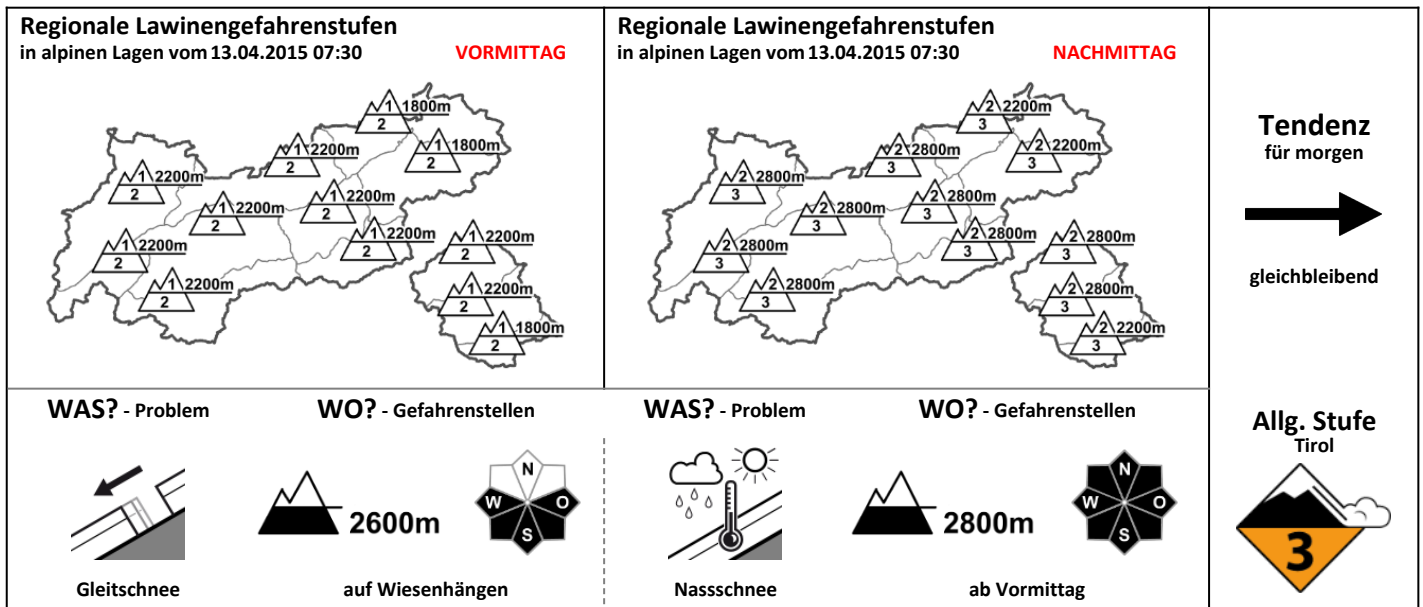 Regionale Lawinengefahrenstufen
in alpinen Lagen vom 13.04.2015 07:30 VORMITTAG
1 1800m
2
1 1800m
2
1 2200m
2
1 2200m
2
1 2200m
2
1 2200m
2
1 2200m
2
1 2200m
2
1 2200m
2
1 2200m
2
1 2200m
2
1 1800m
2
Regionale Lawinengefahrenstufen
in alpinen Lagen vom 13.04.2015 07:30 NACHMITTAG
2 2200m
3
2 2200m
3
2 2800m
3
2 2800m
3
2 2800m
3
2 2800m
3
2 2800m
3
2 2800m
3
2 2800m
3
2 2800m
3
2 2800m
3
2 2200m
3
Tendenz
für morgen
gleichbleibend
WAS? - Problem
Gleitschnee
WO? - Gefahrenstellen
2600m
N
W O
S
auf Wiesenhängen
WAS? - Problem
Nassschnee
WO? - Gefahrenstellen
2800m
N
W O
S
ab Vormittag
Allg. Stufe
Tirol
3